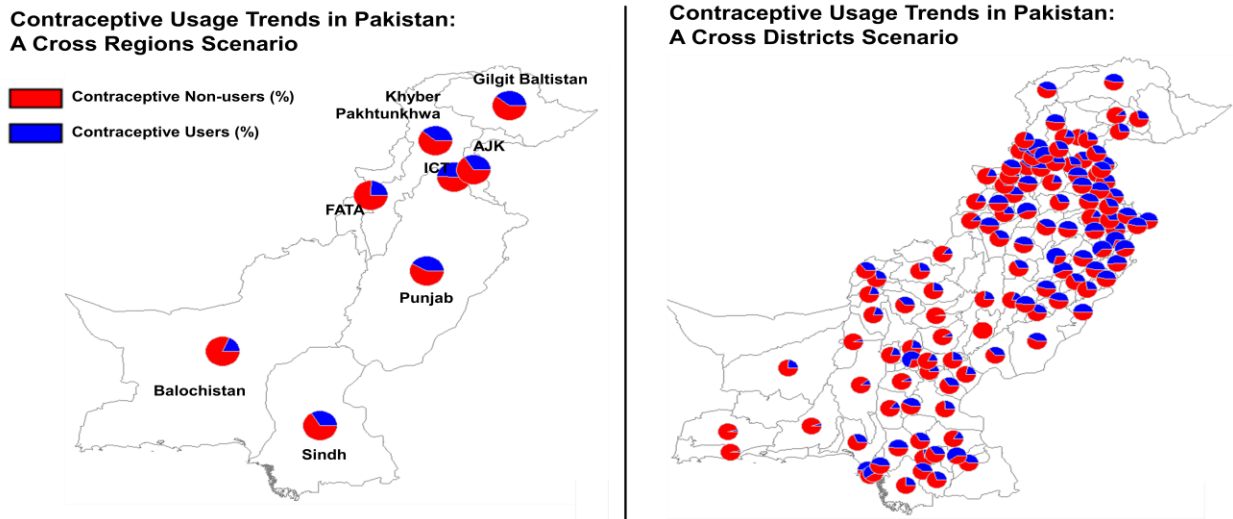 Contraceptive Usage Trends in Pakistan:
A Cross Regions Scenario
Contraceptive Non-users (%)
Contraceptive Users (%)
Gilgit Baltistan
Khyber
Pakhtunkhwa
AJK
ICT
FATA
Punjab
Balochistan
Sindh
Contraceptive Usage Trends in Pakistan:
A Cross Districts Scenario